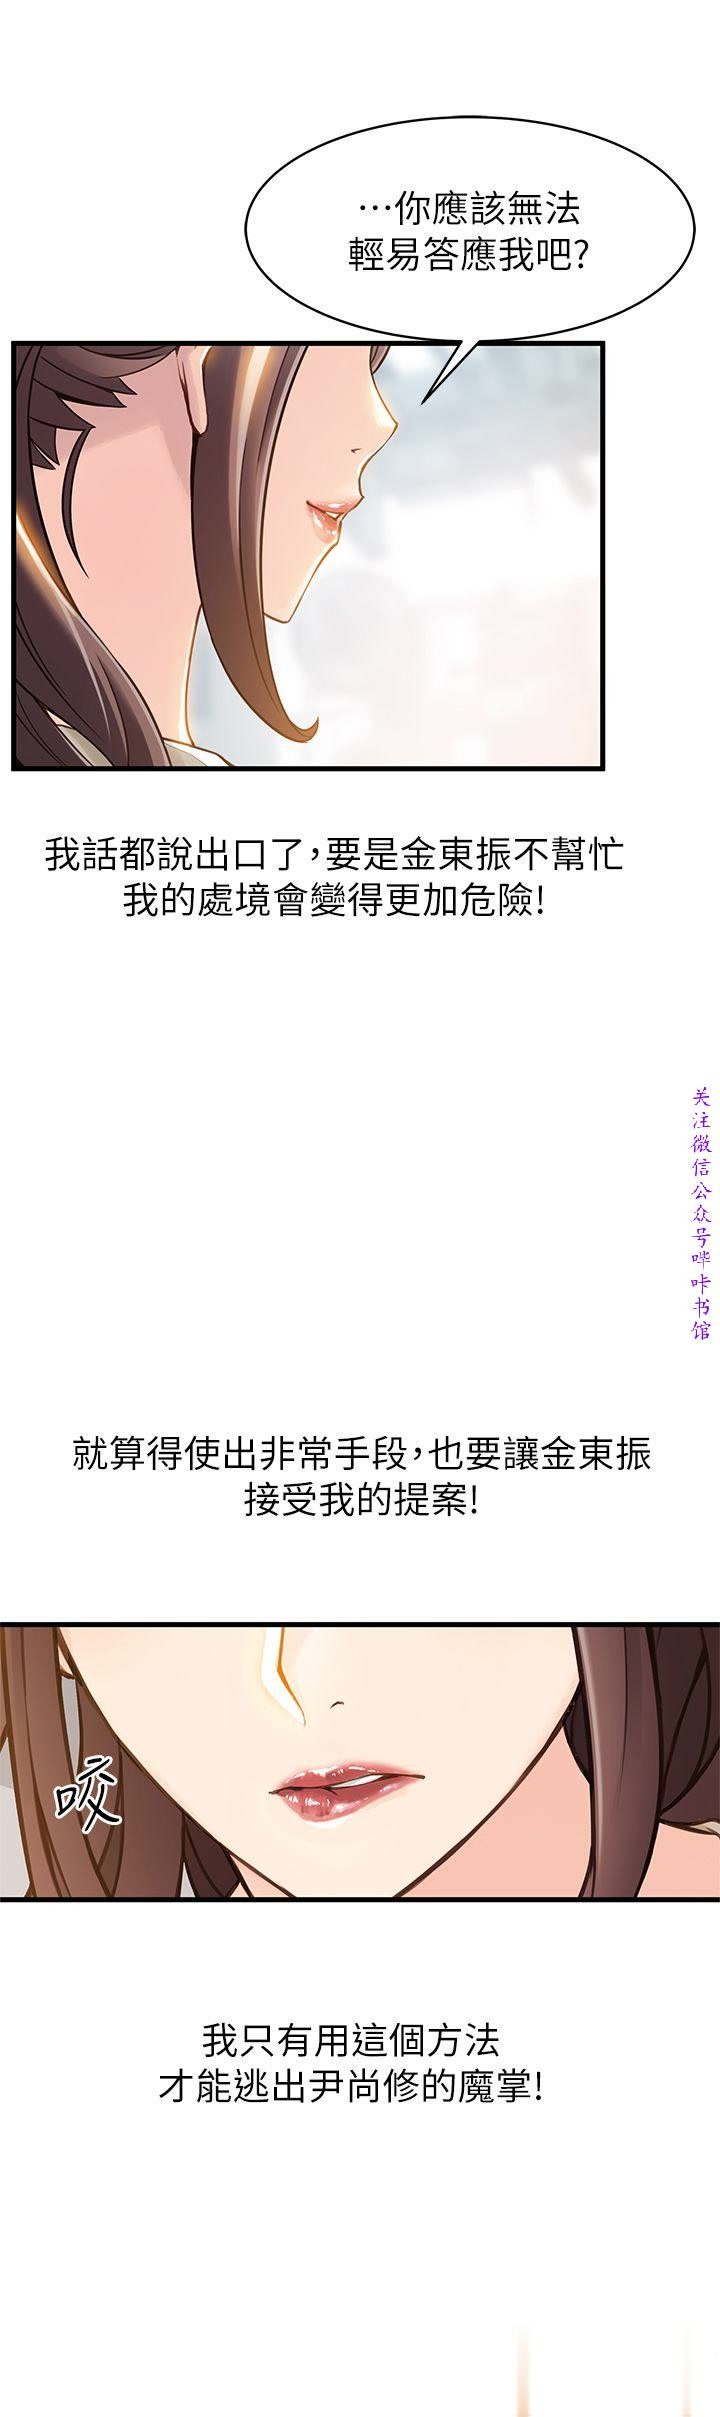 …你應該無法
輕易答應我吧?
我話都說出口了,要是金東振不幫忙
我的處境會變得更加危險!
关注微信公众号哔咔书馆
就算得使出非常手段,也要讓金東振
接受我的提案!
咬
我只有用這個方法
才能逃出尹尚修的魔掌!